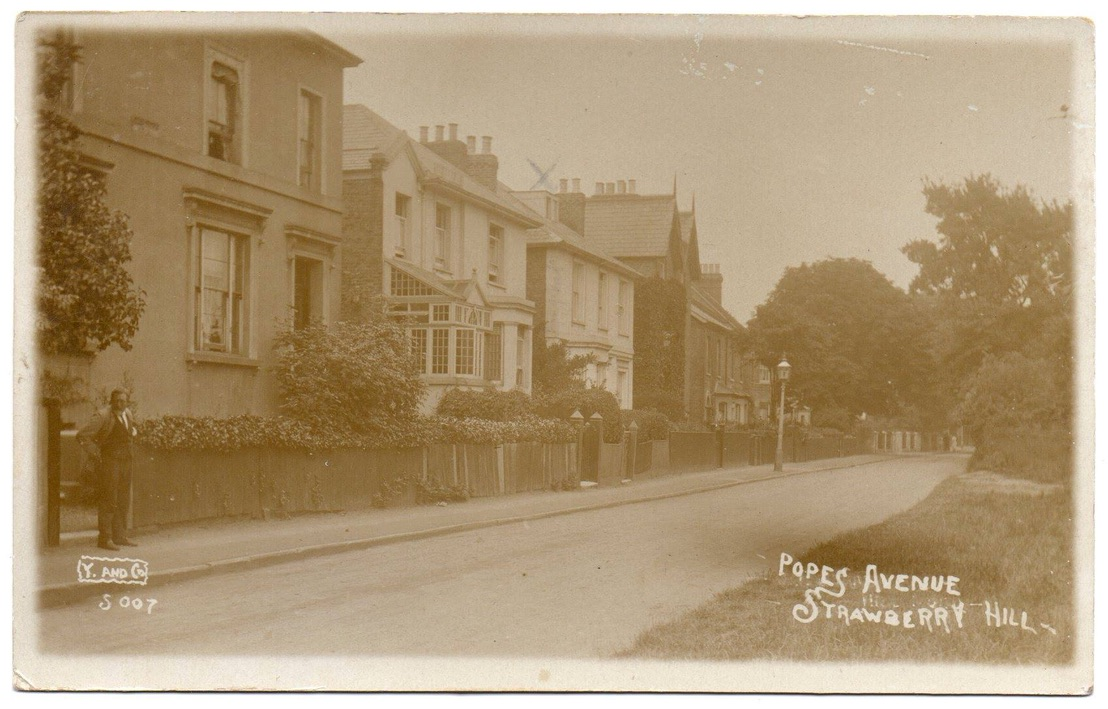 Y. AND CO
S 007
POPES AVENUE
STRAWBERRY HILL